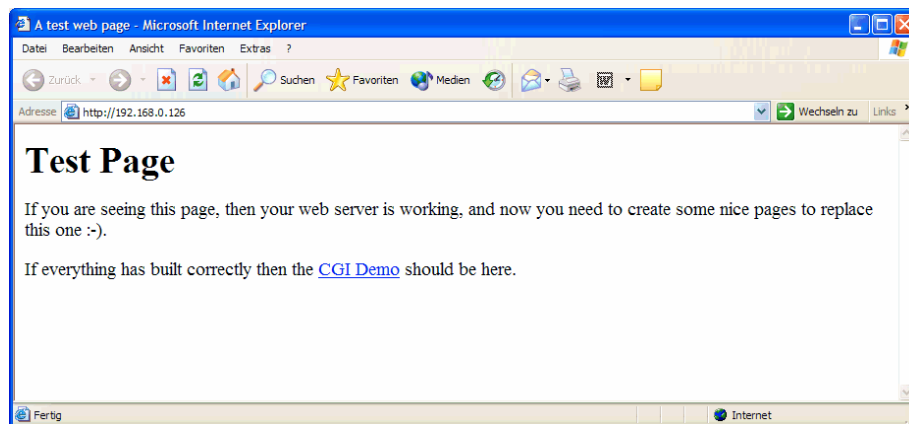 A test web page - Microsoft Internet Explorer
Datei Bearbeiten Ansicht Favoriten Extras ?
Zurück Suchen Favoriten Medien W
Adresse http://192.168.0.126 Wechseln zu Links
Test Page
If you are seeing this page, then your web server is working, and now you need to create some nice pages to replace
this one :-).
If everything has built correctly then the CGI Demo should be here.
Fertig Internet